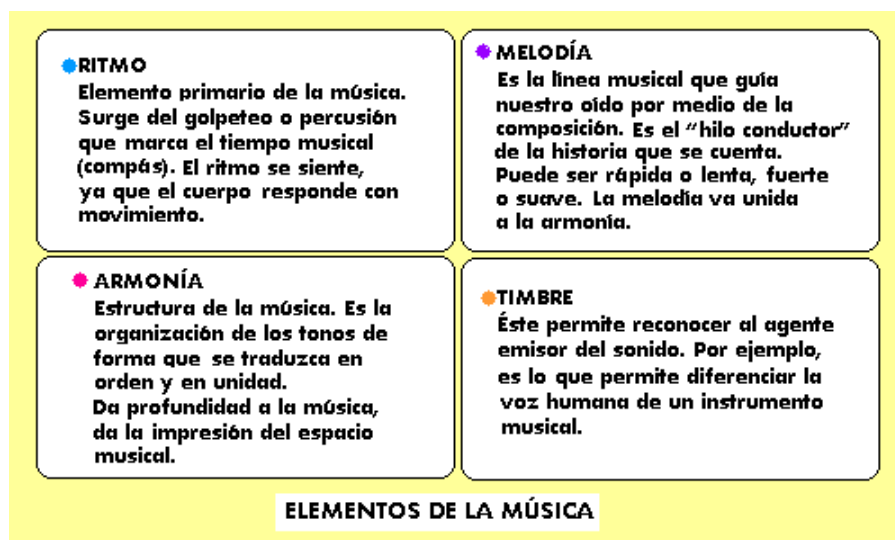 RITMO
Elemento primario de la música.
Surge del golpeteo o percusión
que marca el tiempo musical
(compás). El ritmo se siente,
ya que el cuerpo responde con
movimiento.
MELODÍA
Es la línea musical que guía
nuestro oído por medio de la
composición. Es el “hilo conductor”
de la historia que se cuenta.
Puede ser rápida o lenta, fuerte
o suave. La melodía va unida
a la armonía.
ARMONÍA
Estructura de la música. Es la
organización de los tonos de
forma que se traduzca en
orden y en unidad.
Da profundidad a la música,
da la impresión del espacio
musical.
TIMBRE
Éste permite reconocer al agente
emisor del sonido. Por ejemplo,
es lo que permite diferenciar la
voz humana de un instrumento
musical.
ELEMENTOS DE LA MÚSICA